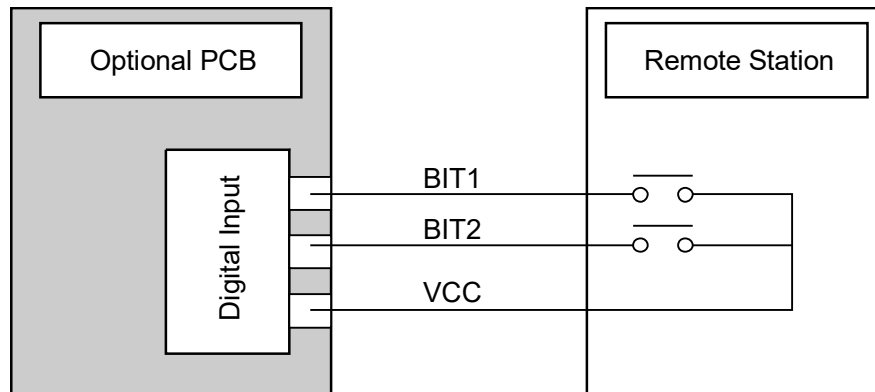 Optional PCB
Remote Station
Digital Input
BIT1
BIT2
VCC